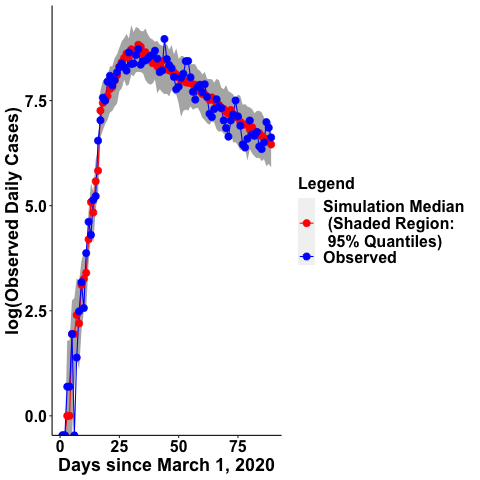 log(Observed Daily Cases)
7.5
5.0
2.5
0.0
0
25
50
75
Days since March 1, 2020
Legend
Simulation Median
(Shaded Region:
95% Quantiles)
Observed